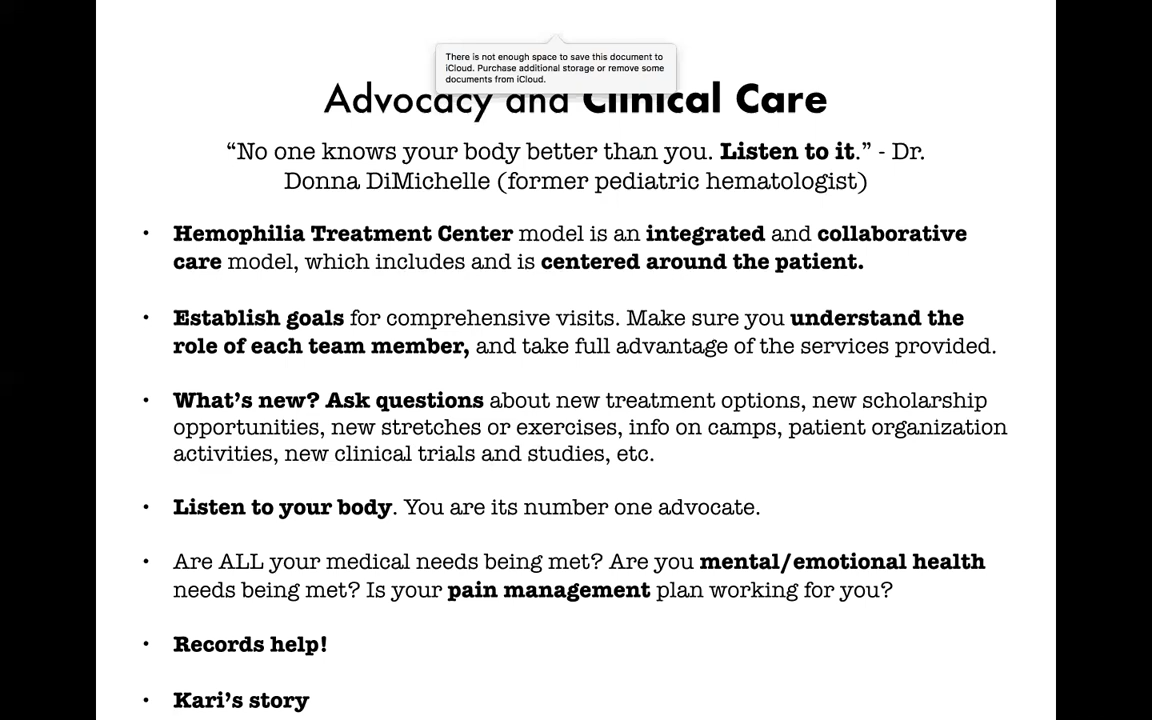 There is not enough space to save this document to
iCloud. Purchase additional storage or remove some
documents from iCloud.
Advocacy and Clinical Care
“No one knows your body better than you. Listen to it.” - Dr.
Donna DiMichelle (former pediatric hematologist)
• Hemophilia Treatment Center model is an integrated and collaborative
care model, which includes and is centered around the patient.
• Establish goals for comprehensive visits. Make sure you understand the
role of each team member, and take full advantage of the services provided.
• What’s new? Ask questions about new treatment options, new scholarship
opportunities, new stretches or exercises, info on camps, patient organization
activities, new clinical trials and studies, etc.
• Listen to your body. You are its number one advocate.
• Are ALL your medical needs being met? Are you mental/emotional health
needs being met? Is your pain management plan working for you?
• Records help!
• Kari’s story